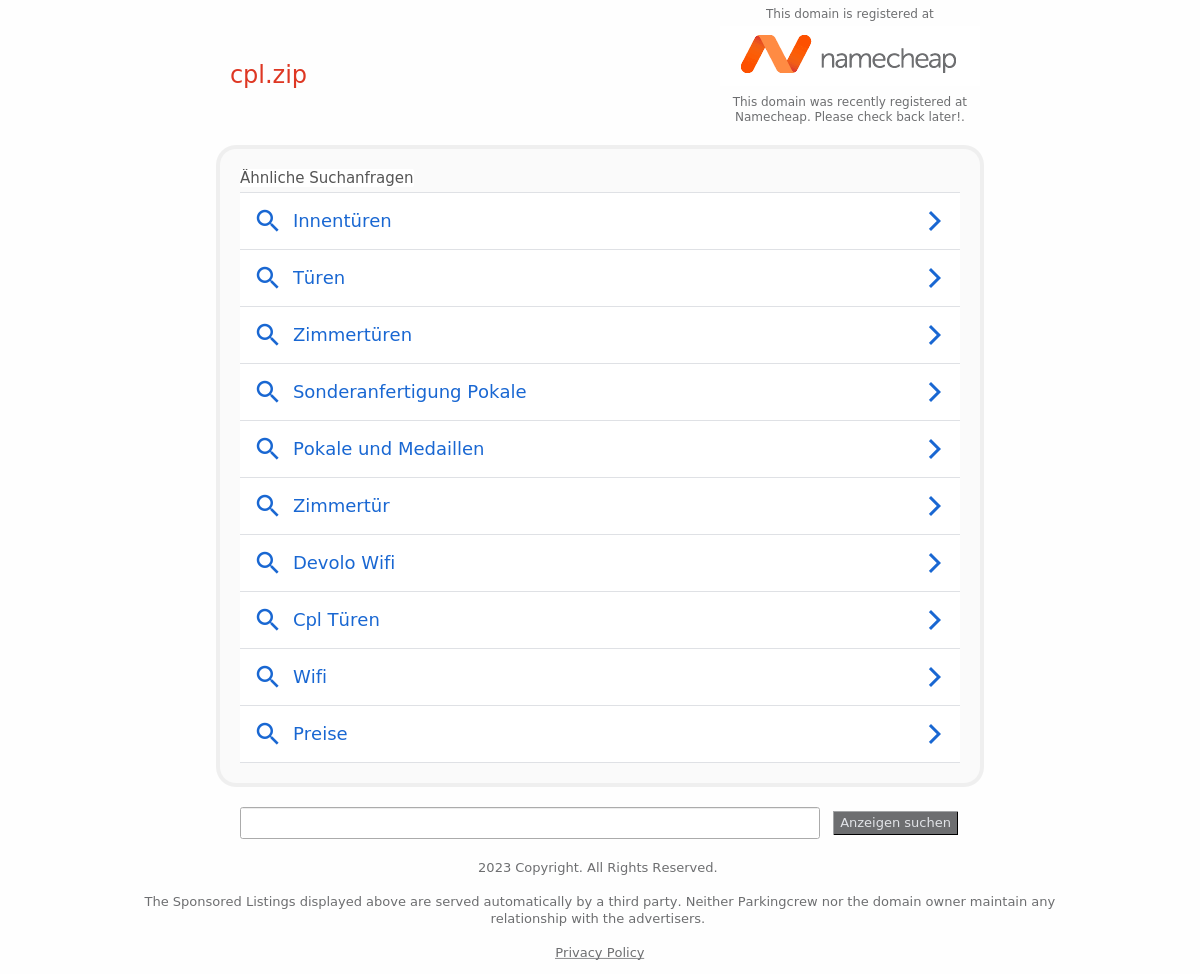 This domain is registered at
namecheap
cpl.zip
This domain was recently registered at
Namecheap. Please check back later!.
Ähnliche Suchanfragen
Innentüren
Türen
Zimmertüren
Sonderanfertigung Pokale
Pokale und Medaillen
Zimmertür
Devolo Wifi
Cpl Türen
Wifi
Preise
Anzeigen suchen
2023 Copyright. All Rights Reserved.
The Sponsored Listings displayed above are served automatically by a third party. Neither Parkingcrew nor the domain owner maintain any
relationship with the advertisers.
Privacy Policy